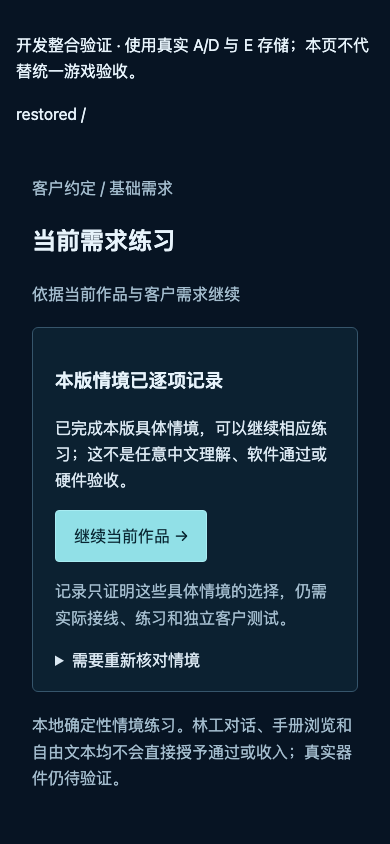 开发整合验证 · 使用真实 A/D 与 E 存储；本页不代
替统一游戏验收。
restored /
客户约定 / 基础需求
当前需求练习
依据当前作品与客户需求继续
本版情境已逐项记录
已完成本版具体情境，可以继续相应练
习；这不是任意中文理解、软件通过或
硬件验收。
继续当前作品 →
记录只证明这些具体情境的选择，仍需
实际接线、练习和独立客户测试。
▶ 需要重新核对情境
本地确定性情境练习。林工对话、手册浏览和
自由文本均不会直接授予通过或收入；真实器
件仍待验证。